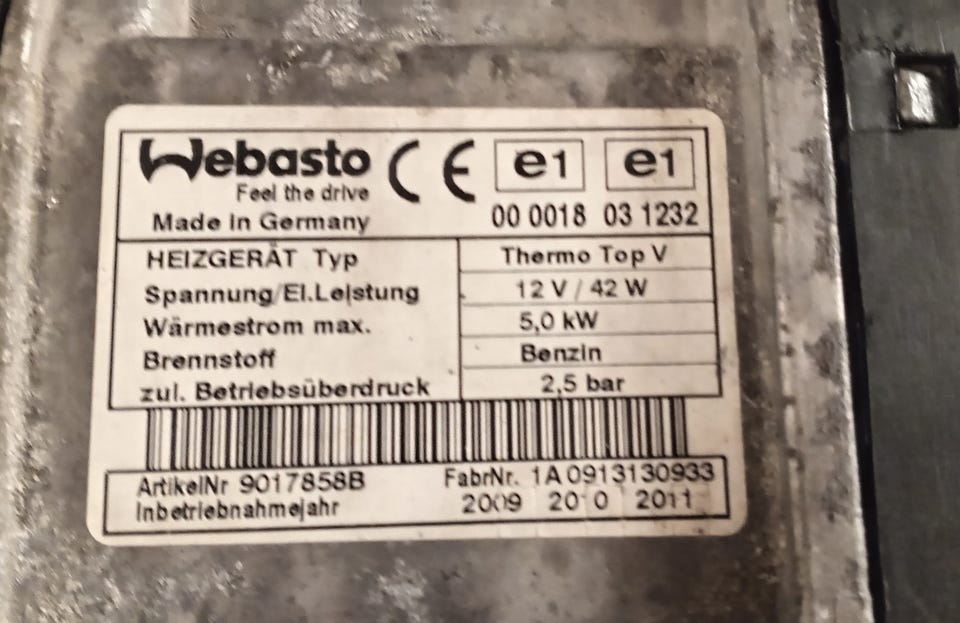 Webasto CE e1 e1
Feel the drive
Made in Germany 00 0018 03 1232
HEIZGERÄT Typ Thermo Top V
Spannung/El.Leistung 12 V / 42 W
Wärmestrom max. 5,0 kW
Brennstoff Benzin
zul. Betriebsüberdruck 2,5 bar
ArtikelNr 9017858B FabrNr. 1A0913130933
Inbetriebnahmejahr 2009 2010 2011